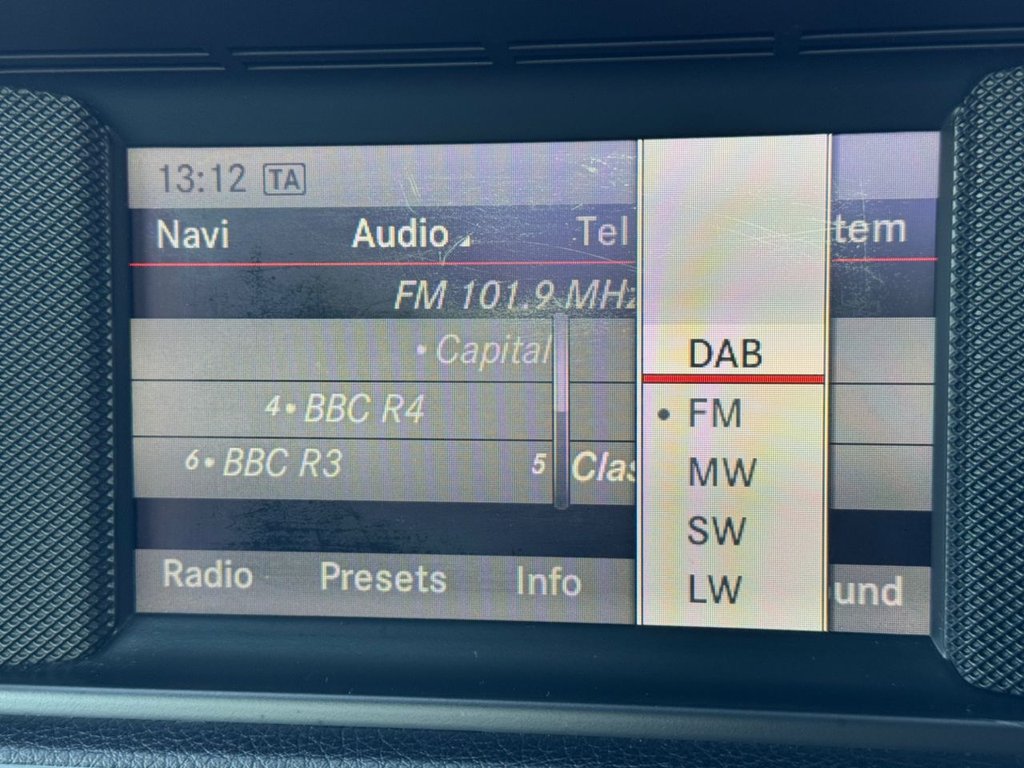 13:12 TA
Navi Audio Tel tem
FM 101.9 MHz
• Capital
4• BBC R4
6• BBC R3 5 Clas
Radio Presets Info und
DAB
• FM
MW
SW
LW